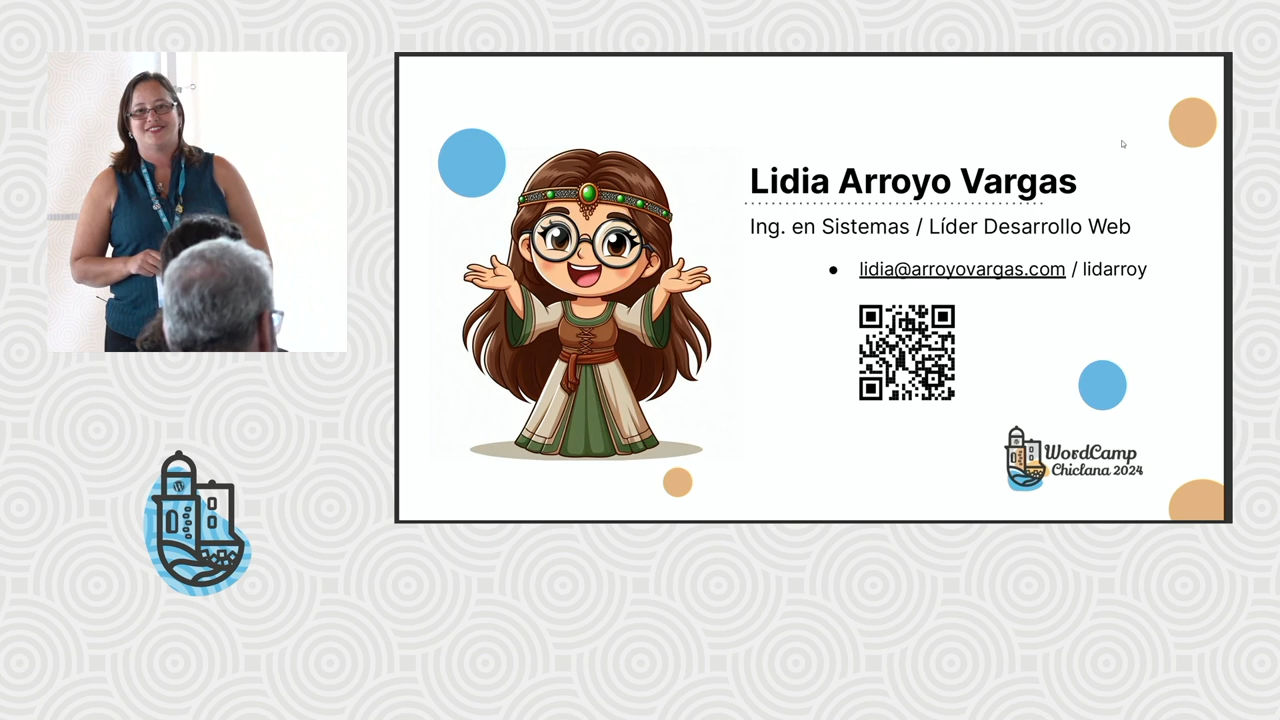 Lidia Arroyo Vargas
Ing. en Sistemas / Líder Desarrollo Web
lidia@arroyovargas.com / lidarroy
WordCamp
Chiclana 2024